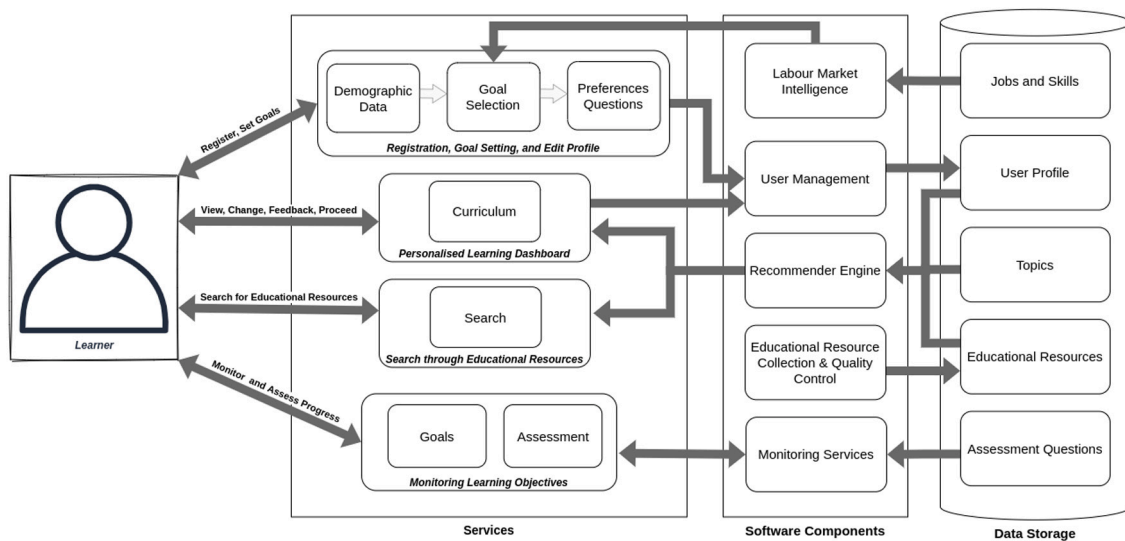 Demographic
Data
Goal
Selection
Preferences
Questions
Registration, Goal Setting, and Edit Profile
Register, Set Goals
View, Change, Feedback, Proceed
Curriculum
Personalised Learning Dashboard
Search for Educational Resources
Search
Search through Educational Resources
Learner
Monitor and Assess Progress
Goals
Assessment
Monitoring Learning Objectives
Services
Labour Market
Intelligence
User Management
Recommender Engine
Educational Resource
Collection & Quality
Control
Monitoring Services
Software Components
Jobs and Skills
User Profile
Topics
Educational Resources
Assessment Questions
Data Storage